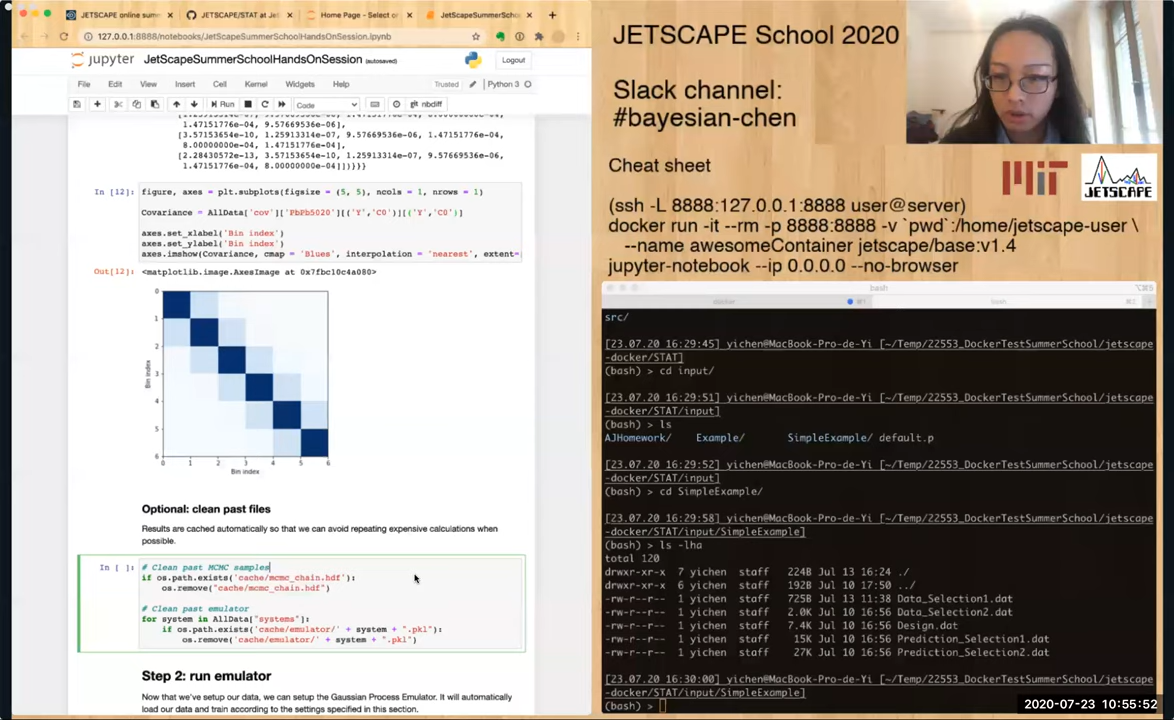 JETSCAPE online summ
JETSCAPE/STAT at Jet
Home Page - Select or
JetScapeSummerSchoo
127.0.0.1:8888/notebooks/JetScapeSummerSchoolHandsOnSession.ipynb
jupyter JetScapeSummerSchoolHandsOnSession (autosaved)
Logout
File Edit View Insert Cell Kernel Widgets Help
Trusted
Python 3
Run
Code
nbdiff
1.47151776e-04, 9.57669536e-06],
[3.57153654e-10, 1.25913314e-07, 9.57669536e-06, 1.47151776e-04,
8.00000000e-04, 1.47151776e-04],
[2.28430572e-13, 3.57153654e-10, 1.25913314e-07, 9.57669536e-06,
1.47151776e-04, 8.00000000e-04]])}}}
In [12]:
figure, axes = plt.subplots(figsize = (5, 5), ncols = 1, nrows = 1)
Covariance = AllData['cov']['PbPb5020'][('Y','C0')][('Y','C0')]
axes.set_xlabel('Bin index')
axes.set_ylabel('Bin index')
axes.imshow(Covariance, cmap = 'Blues', interpolation = 'nearest', extent=
Out[12]:
<matplotlib.image.AxesImage at 0x7fbc10c4a080>
0
1
2
3
4
5
6
Bin index
0 1 2 3 4 5 6
Bin index
Optional: clean past files
Results are cached automatically so that we can avoid repeating expensive calculations when
possible.
In [ ]:
# Clean past MCMC samples
if os.path.exists('cache/mcmc_chain.hdf'):
os.remove("cache/mcmc_chain.hdf")
# Clean past emulator
for system in AllData["systems"]:
if os.path.exists('cache/emulator/' + system + ".pkl"):
os.remove('cache/emulator/' + system + ".pkl")
Step 2: run emulator
Now that we've setup our data, we can setup the Gaussian Process Emulator. It will automatically
load our data and train according to the settings specified in this section.
JETSCAPE School 2020
Slack channel:
#bayesian-chen
Cheat sheet
MIT
JETSCAPE
(ssh -L 8888:127.0.0.1:8888 user@server)
docker run -it --rm -p 8888:8888 -v `pwd`:/home/jetscape-user \
--name awesomeContainer jetscape/base:v1.4
jupyter-notebook --ip 0.0.0.0 --no-browser
bash
docker
bash
src/
[23.07.20 16:29:45] yichen@MacBook-Pro-de-Yi [~/Temp/22553_DockerTestSummerSchool/jetscape
-docker/STAT]
(bash) > cd input/
[23.07.20 16:29:51] yichen@MacBook-Pro-de-Yi [~/Temp/22553_DockerTestSummerSchool/jetscape
-docker/STAT/input]
(bash) > ls
AJHomework/ Example/ SimpleExample/ default.p
[23.07.20 16:29:52] yichen@MacBook-Pro-de-Yi [~/Temp/22553_DockerTestSummerSchool/jetscape
-docker/STAT/input]
(bash) > cd SimpleExample/
[23.07.20 16:29:58] yichen@MacBook-Pro-de-Yi [~/Temp/22553_DockerTestSummerSchool/jetscape
-docker/STAT/input/SimpleExample]
(bash) > ls -lha
total 120
drwxr-xr-x 7 yichen staff 224B Jul 13 16:24 ./
drwxr-xr-x 6 yichen staff 192B Jul 10 17:50 ../
-rw-r--r-- 1 yichen staff 725B Jul 13 11:38 Data_Selection1.dat
-rw-r--r-- 1 yichen staff 2.0K Jul 10 16:56 Data_Selection2.dat
-rw-r--r-- 1 yichen staff 7.4K Jul 10 16:56 Design.dat
-rw-r--r-- 1 yichen staff 15K Jul 10 16:56 Prediction_Selection1.dat
-rw-r--r-- 1 yichen staff 27K Jul 10 16:56 Prediction_Selection2.dat
[23.07.20 16:30:00] yichen@MacBook-Pro-de-Yi [~/Temp/22553_DockerTestSummerSchool/jetscape
-docker/STAT/input/SimpleExample]
(bash) >
2020-07-23 10:55:52